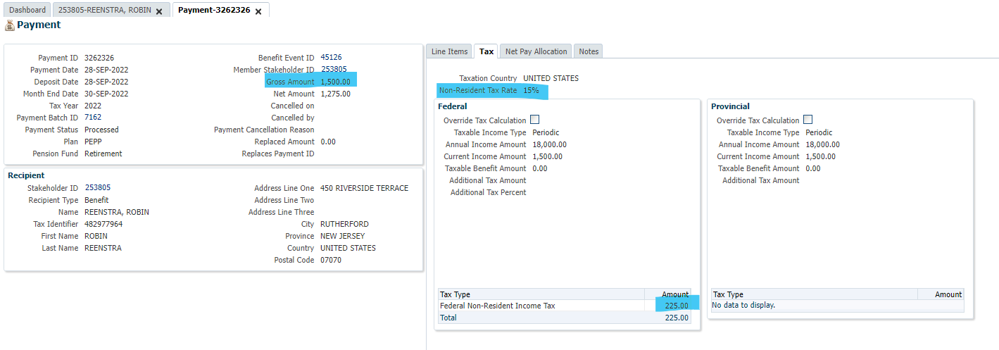 Dashboard 253805-REENSTRA, ROBIN Payment-3262326
Payment
Payment ID 3262326
Payment Date 28-SEP-2022
Deposit Date 28-SEP-2022
Month End Date 30-SEP-2022
Tax Year 2022
Payment Batch ID 7162
Payment Status Processed
Plan PEPP
Pension Fund Retirement
Benefit Event ID 45126
Member Stakeholder ID 253805
Gross Amount 1,500.00
Net Amount 1,275.00
Cancelled on
Cancelled by
Payment Cancellation Reason
Replaced Amount 0.00
Replaces Payment ID
Recipient
Stakeholder ID 253805
Recipient Type Benefit
Name REENSTRA, ROBIN
Tax Identifier 482977964
First Name ROBIN
Last Name REENSTRA
Address Line One 450 RIVERSIDE TERRACE
Address Line Two
Address Line Three
City RUTHERFORD
Province NEW JERSEY
Country UNITED STATES
Postal Code 07070
Line Items Tax Net Pay Allocation Notes
Taxation Country UNITED STATES
Non-Resident Tax Rate 15%
Federal
Override Tax Calculation
Taxable Income Type Periodic
Annual Income Amount 18,000.00
Current Income Amount 1,500.00
Taxable Benefit Amount 0.00
Additional Tax Amount
Additional Tax Percent
Tax Type Amount
Federal Non-Resident Income Tax 225.00
Total 225.00
Provincial
Override Tax Calculation
Taxable Income Type Periodic
Annual Income Amount 18,000.00
Current Income Amount 1,500.00
Taxable Benefit Amount 0.00
Additional Tax Amount
Tax Type Amount
No data to display.